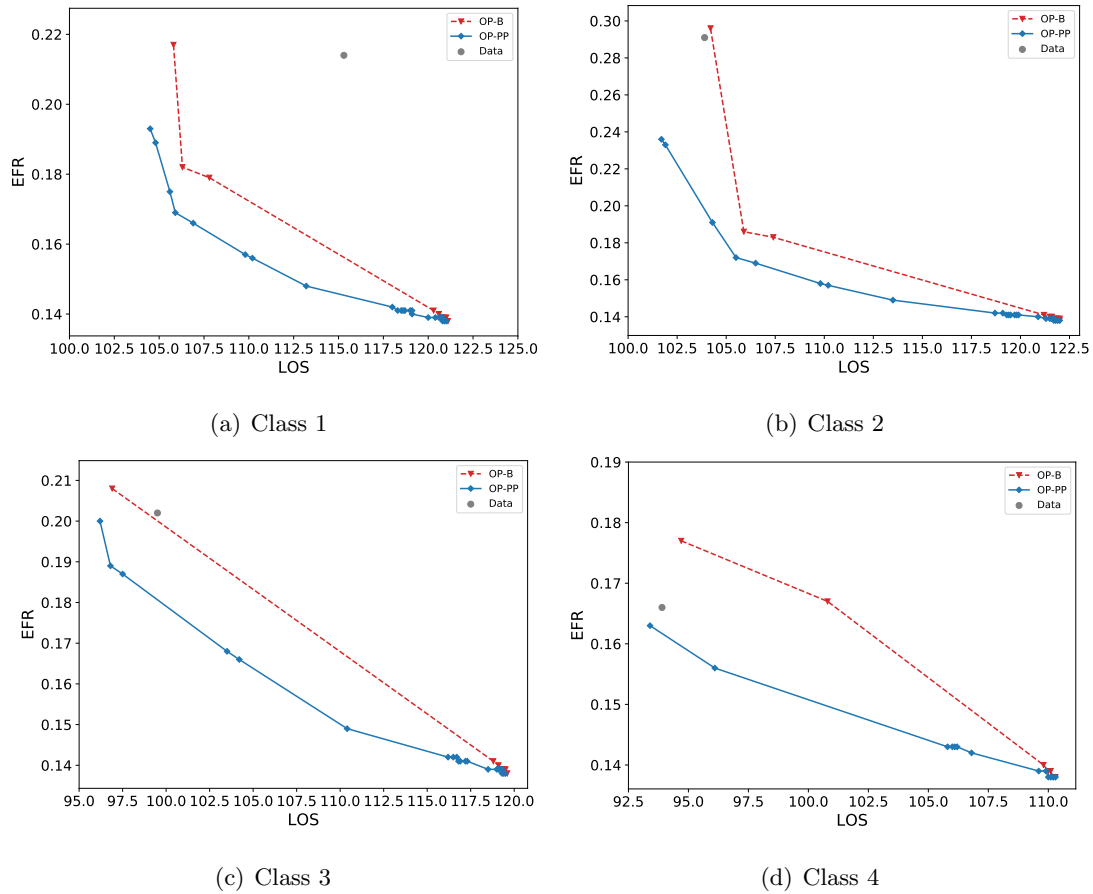 0.22
0.20
0.18
0.16
0.14
EFR
100.0 102.5 105.0 107.5 110.0 112.5 115.0 117.5 120.0 122.5 125.0
LOS
OP-B
OP-PP
Data
(a) Class 1
0.30
0.28
0.26
0.24
0.22
0.20
0.18
0.16
0.14
EFR
100.0 102.5 105.0 107.5 110.0 112.5 115.0 117.5 120.0 122.5
LOS
OP-B
OP-PP
Data
(b) Class 2
0.21
0.20
0.19
0.18
0.17
0.16
0.15
0.14
EFR
95.0 97.5 100.0 102.5 105.0 107.5 110.0 112.5 115.0 117.5 120.0
LOS
OP-B
OP-PP
Data
(c) Class 3
0.19
0.18
0.17
0.16
0.15
0.14
EFR
92.5 95.0 97.5 100.0 102.5 105.0 107.5 110.0
LOS
OP-B
OP-PP
Data
(d) Class 4